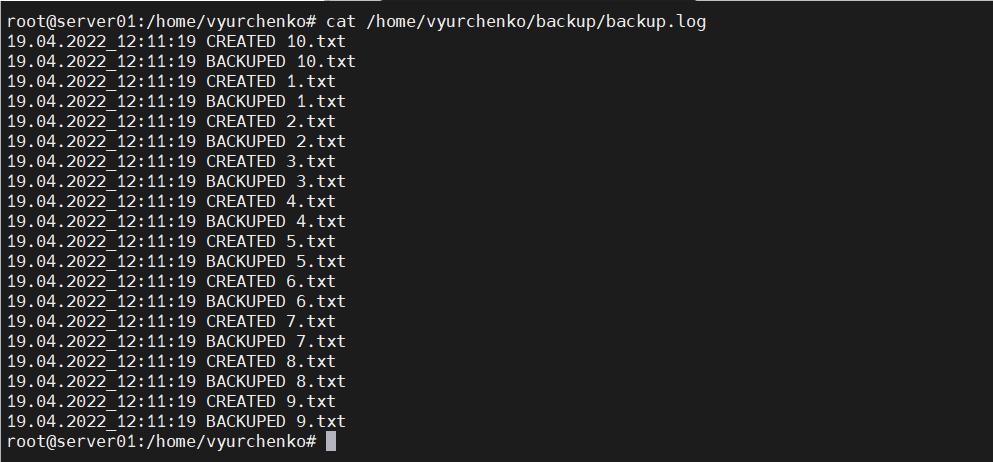 root@server01:/home/vyurchenko# cat /home/vyurchenko/backup/backup.log
19.04.2022_12:11:19 CREATED 10.txt
19.04.2022_12:11:19 BACKUPED 10.txt
19.04.2022_12:11:19 CREATED 1.txt
19.04.2022_12:11:19 BACKUPED 1.txt
19.04.2022_12:11:19 CREATED 2.txt
19.04.2022_12:11:19 BACKUPED 2.txt
19.04.2022_12:11:19 CREATED 3.txt
19.04.2022_12:11:19 BACKUPED 3.txt
19.04.2022_12:11:19 CREATED 4.txt
19.04.2022_12:11:19 BACKUPED 4.txt
19.04.2022_12:11:19 CREATED 5.txt
19.04.2022_12:11:19 BACKUPED 5.txt
19.04.2022_12:11:19 CREATED 6.txt
19.04.2022_12:11:19 BACKUPED 6.txt
19.04.2022_12:11:19 CREATED 7.txt
19.04.2022_12:11:19 BACKUPED 7.txt
19.04.2022_12:11:19 CREATED 8.txt
19.04.2022_12:11:19 BACKUPED 8.txt
19.04.2022_12:11:19 CREATED 9.txt
19.04.2022_12:11:19 BACKUPED 9.txt
root@server01:/home/vyurchenko#